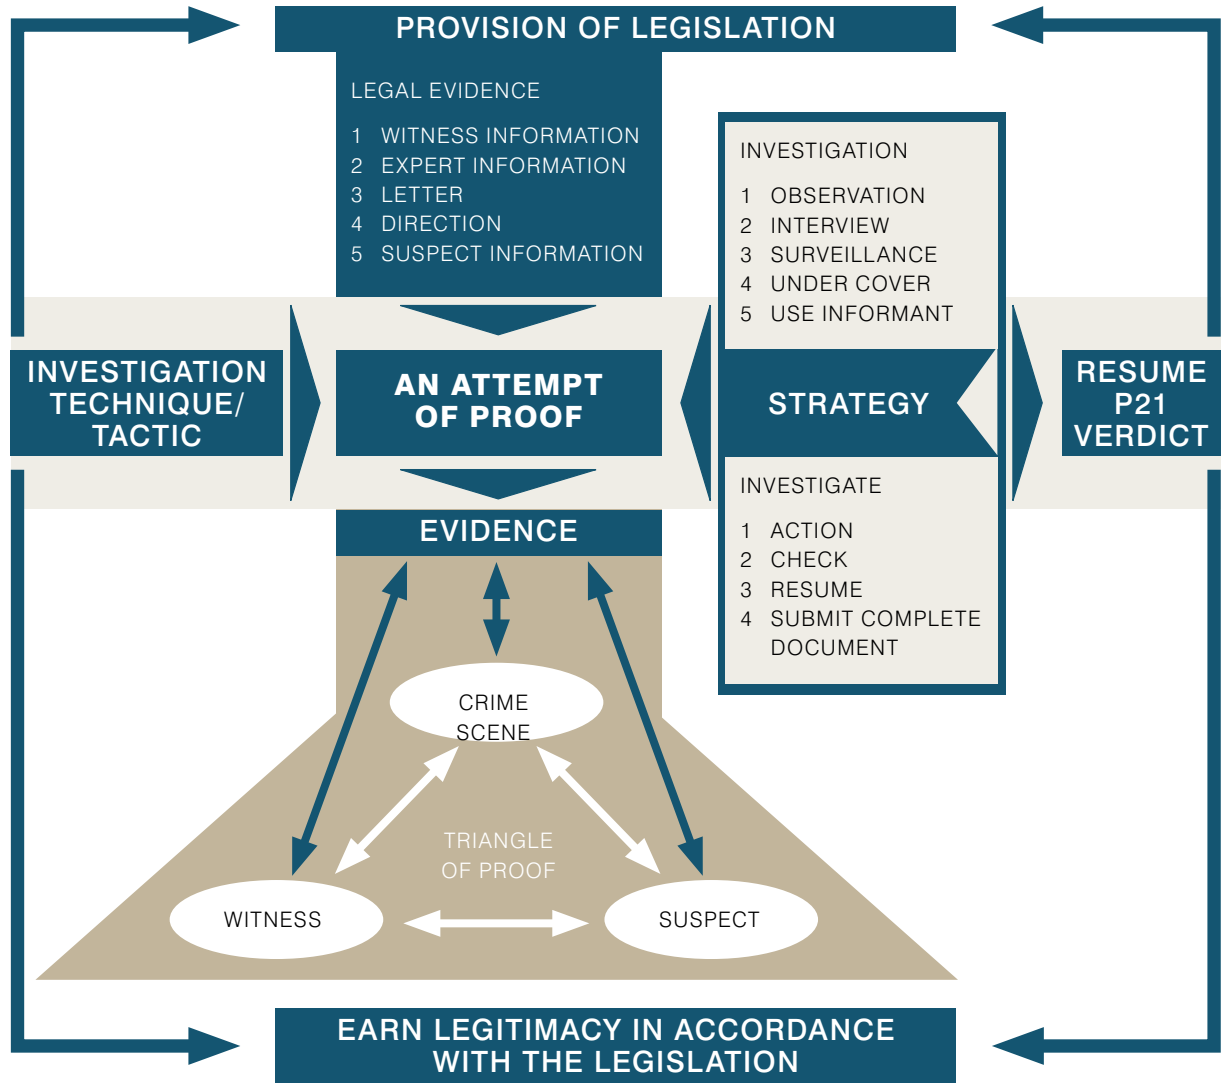 PROVISION OF LEGISLATION
LEGAL EVIDENCE
1 WITNESS INFORMATION
2 EXPERT INFORMATION
3 LETTER
4 DIRECTION
5 SUSPECT INFORMATION
INVESTIGATION
1 OBSERVATION
2 INTERVIEW
3 SURVEILLANCE
4 UNDER COVER
5 USE INFORMANT
INVESTIGATION
TECHNIQUE/
TACTIC
AN ATTEMPT
OF PROOF
STRATEGY
RESUME
P21
VERDICT
INVESTIGATE
1 ACTION
2 CHECK
3 RESUME
4 SUBMIT COMPLETE
DOCUMENT
EVIDENCE
CRIME
SCENE
TRIANGLE
OF PROOF
WITNESS
SUSPECT
EARN LEGITIMACY IN ACCORDANCE
WITH THE LEGISLATION